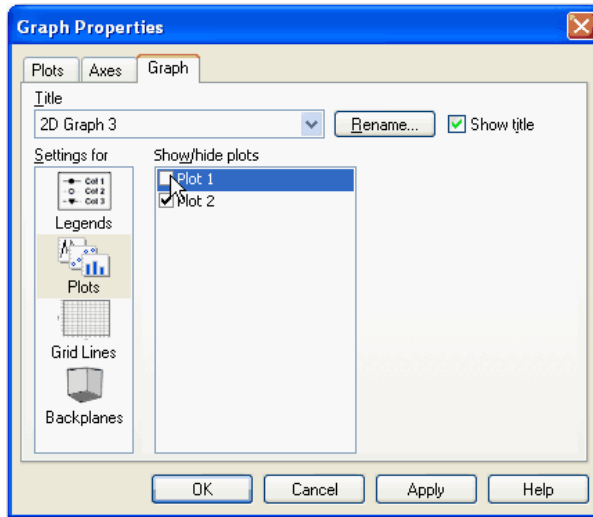 Graph Properties
Plots Axes Graph
Title
2D Graph 3 Rename... Show title
Settings for Show/hide plots
Col 1
Col 2
Col 3
Legends
Plots
Grid Lines
Backplanes
Plot 1
Plot 2
OK Cancel Apply Help